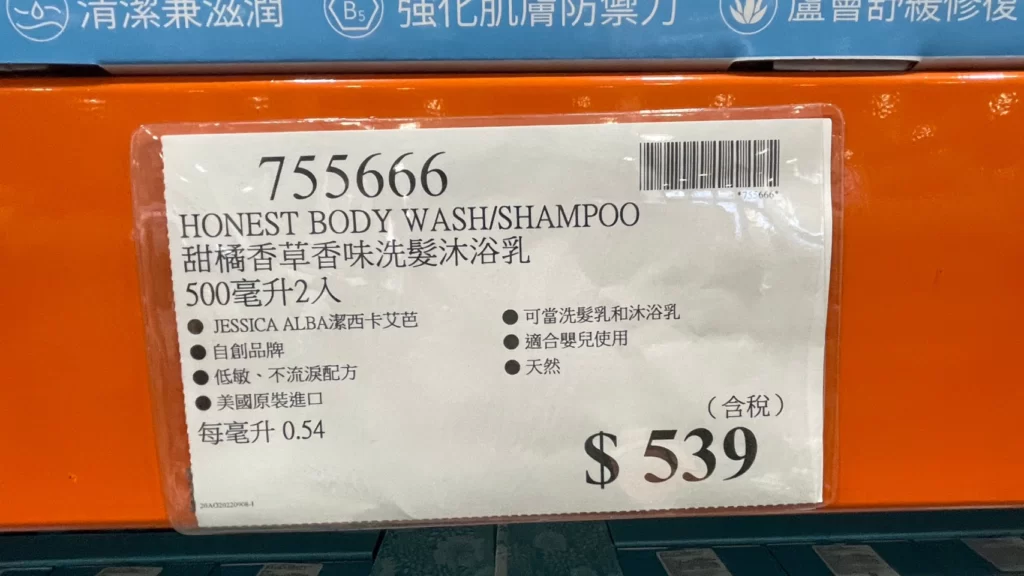 清潔兼滋潤
B5
強化肌膚防禦力
蘆薈舒緩修復
755666
*755666*
HONEST BODY WASH/SHAMPOO
甜橘香草香味洗髮沐浴乳
500毫升2入
JESSICA ALBA潔西卡艾芭
自創品牌
低敏、不流淚配方
美國原裝進口
可當洗髮乳和沐浴乳
適合嬰兒使用
天然
每毫升 0.54
(含稅)
$ 539